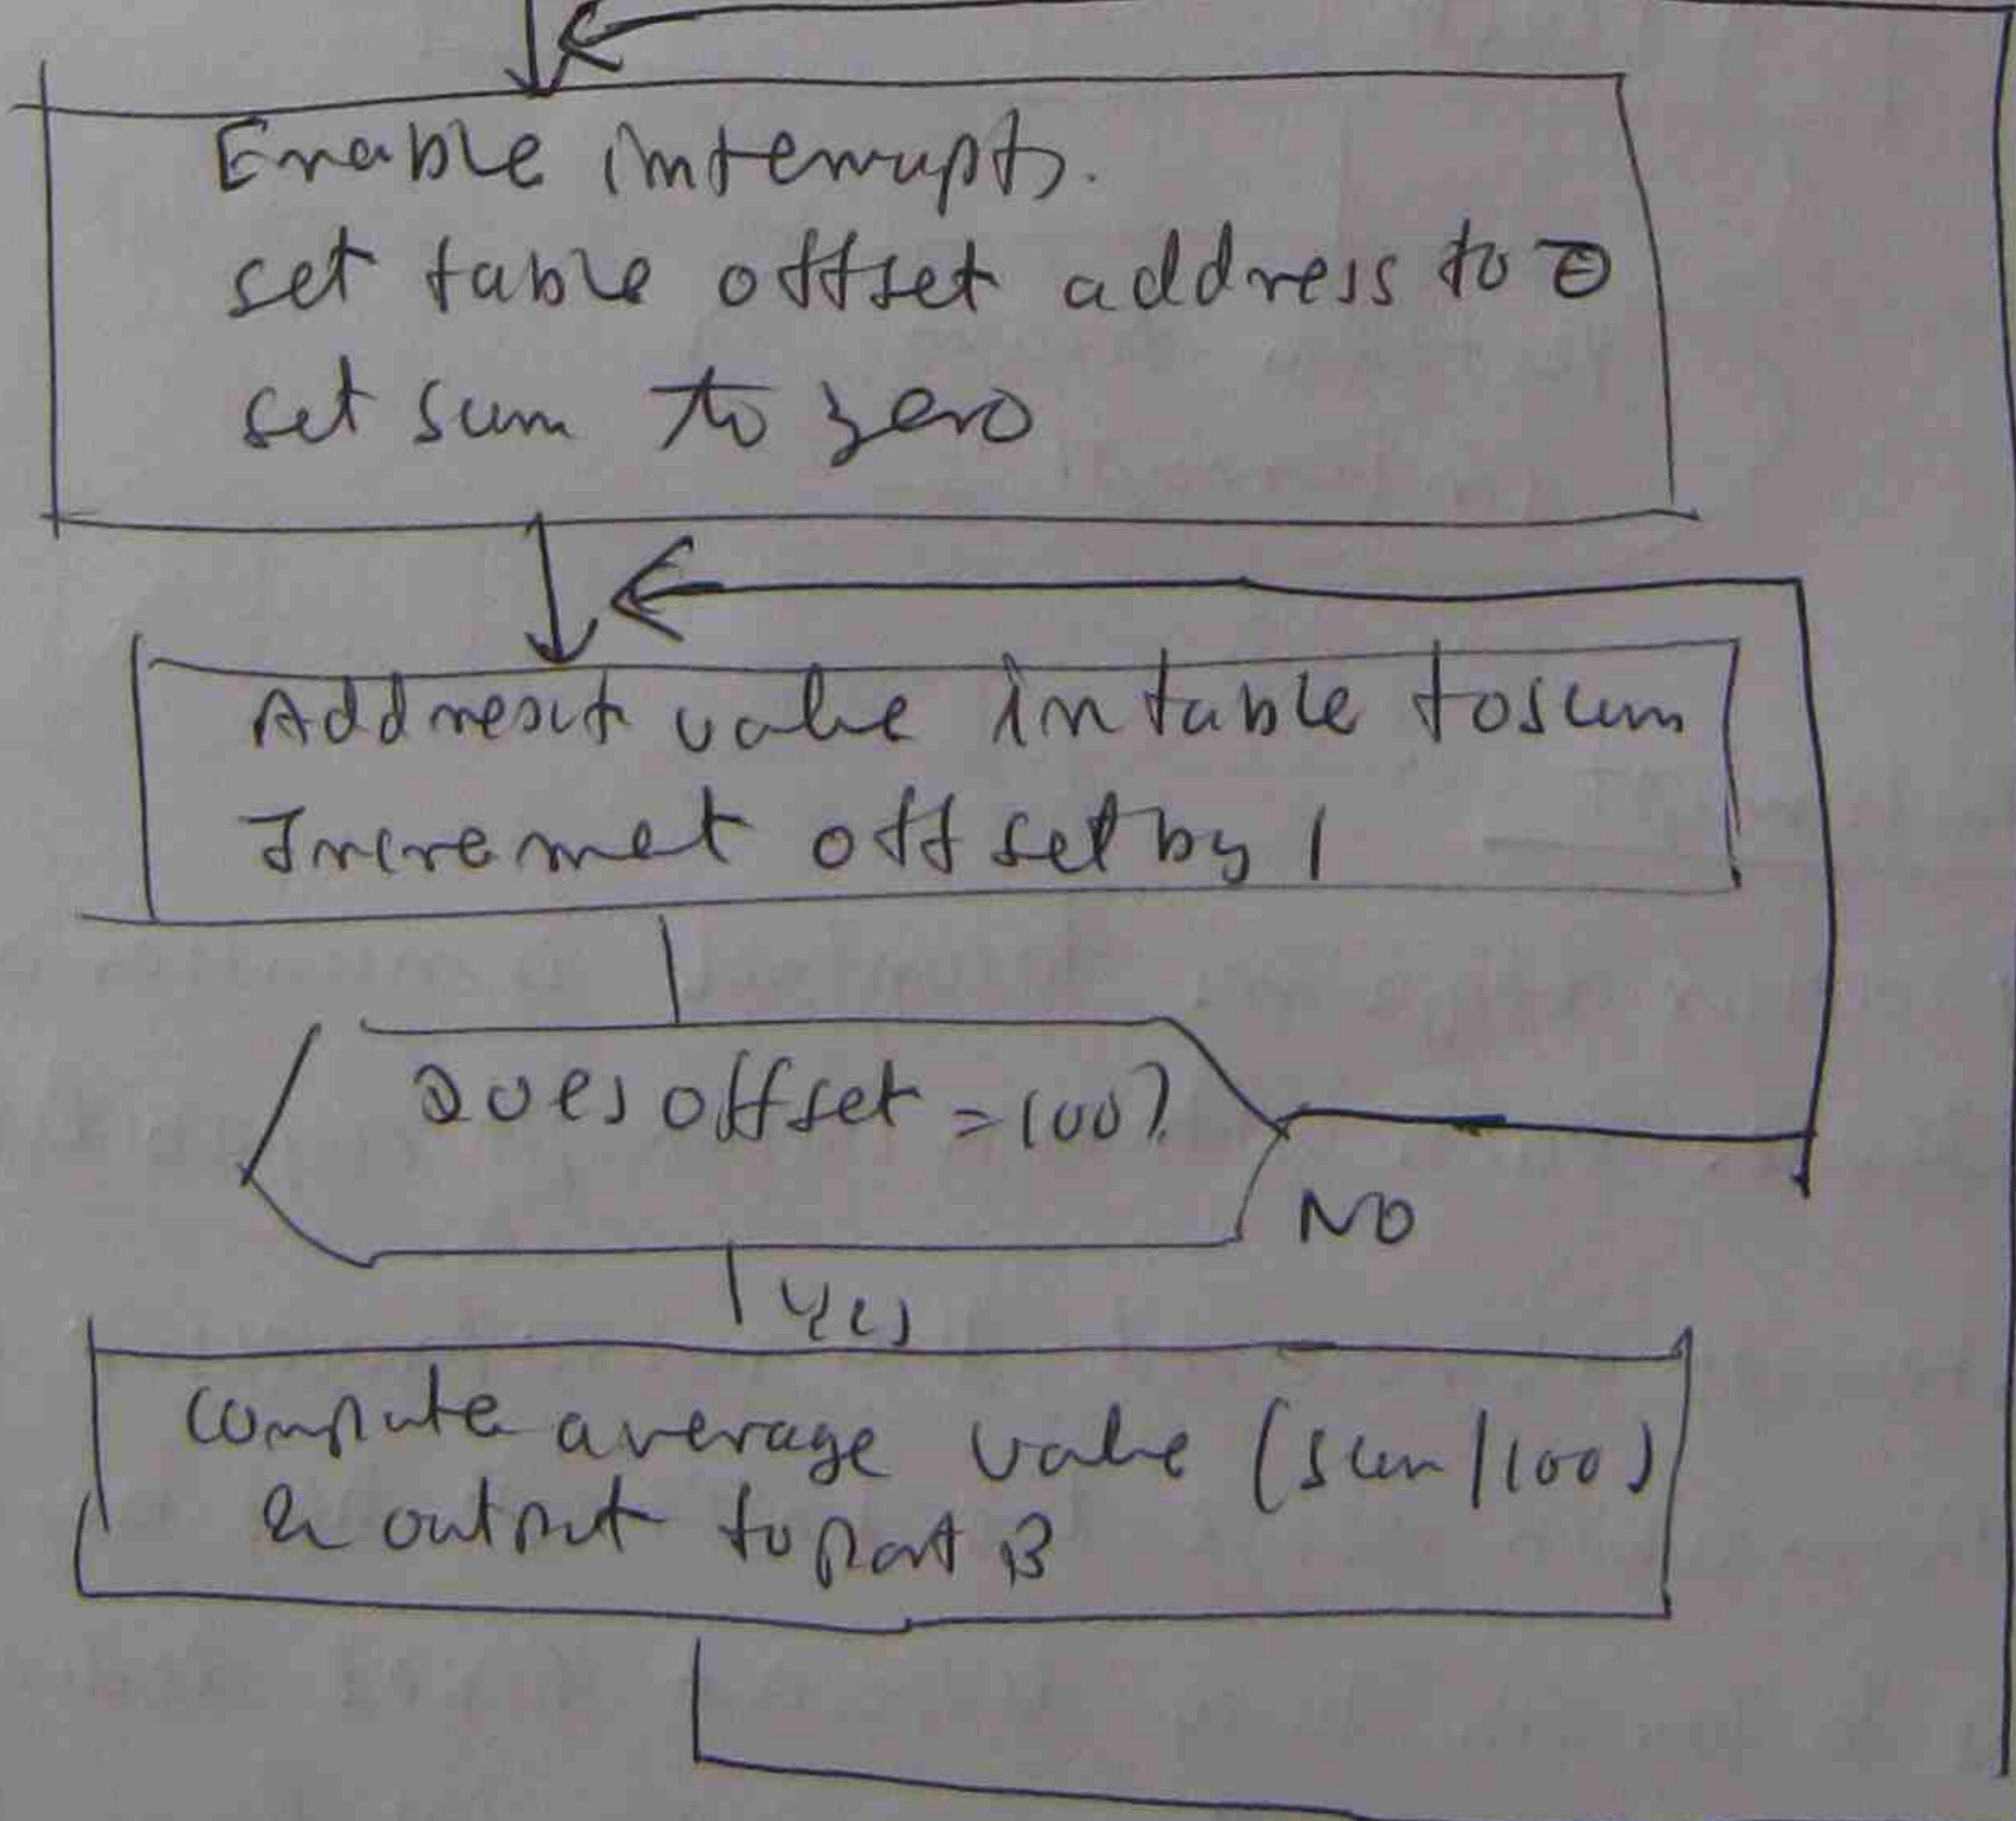 Enable interrupts.
set table offset address to 0
set sum to zero
Add result value in table to sum
Incremet offset by 1
Does offset = 100?
NO
Yes
compute average value (sum/100)
& output to port B